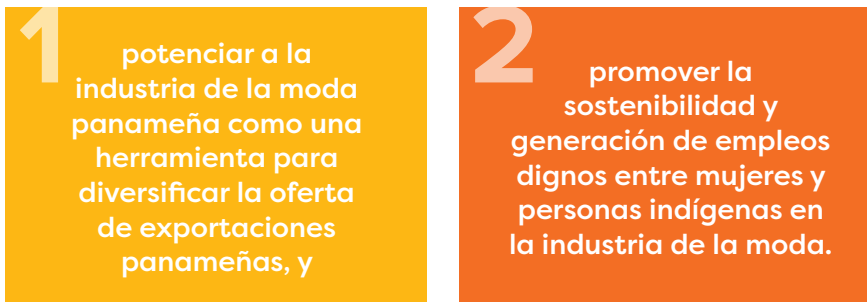 1
potenciar a la
industria de la moda
panameña como una
herramienta para
diversificar la oferta
de exportaciones
panameñas, y
2
promover la
sostenibilidad y
generación de empleos
dignos entre mujeres y
personas indígenas en
la industria de la moda.